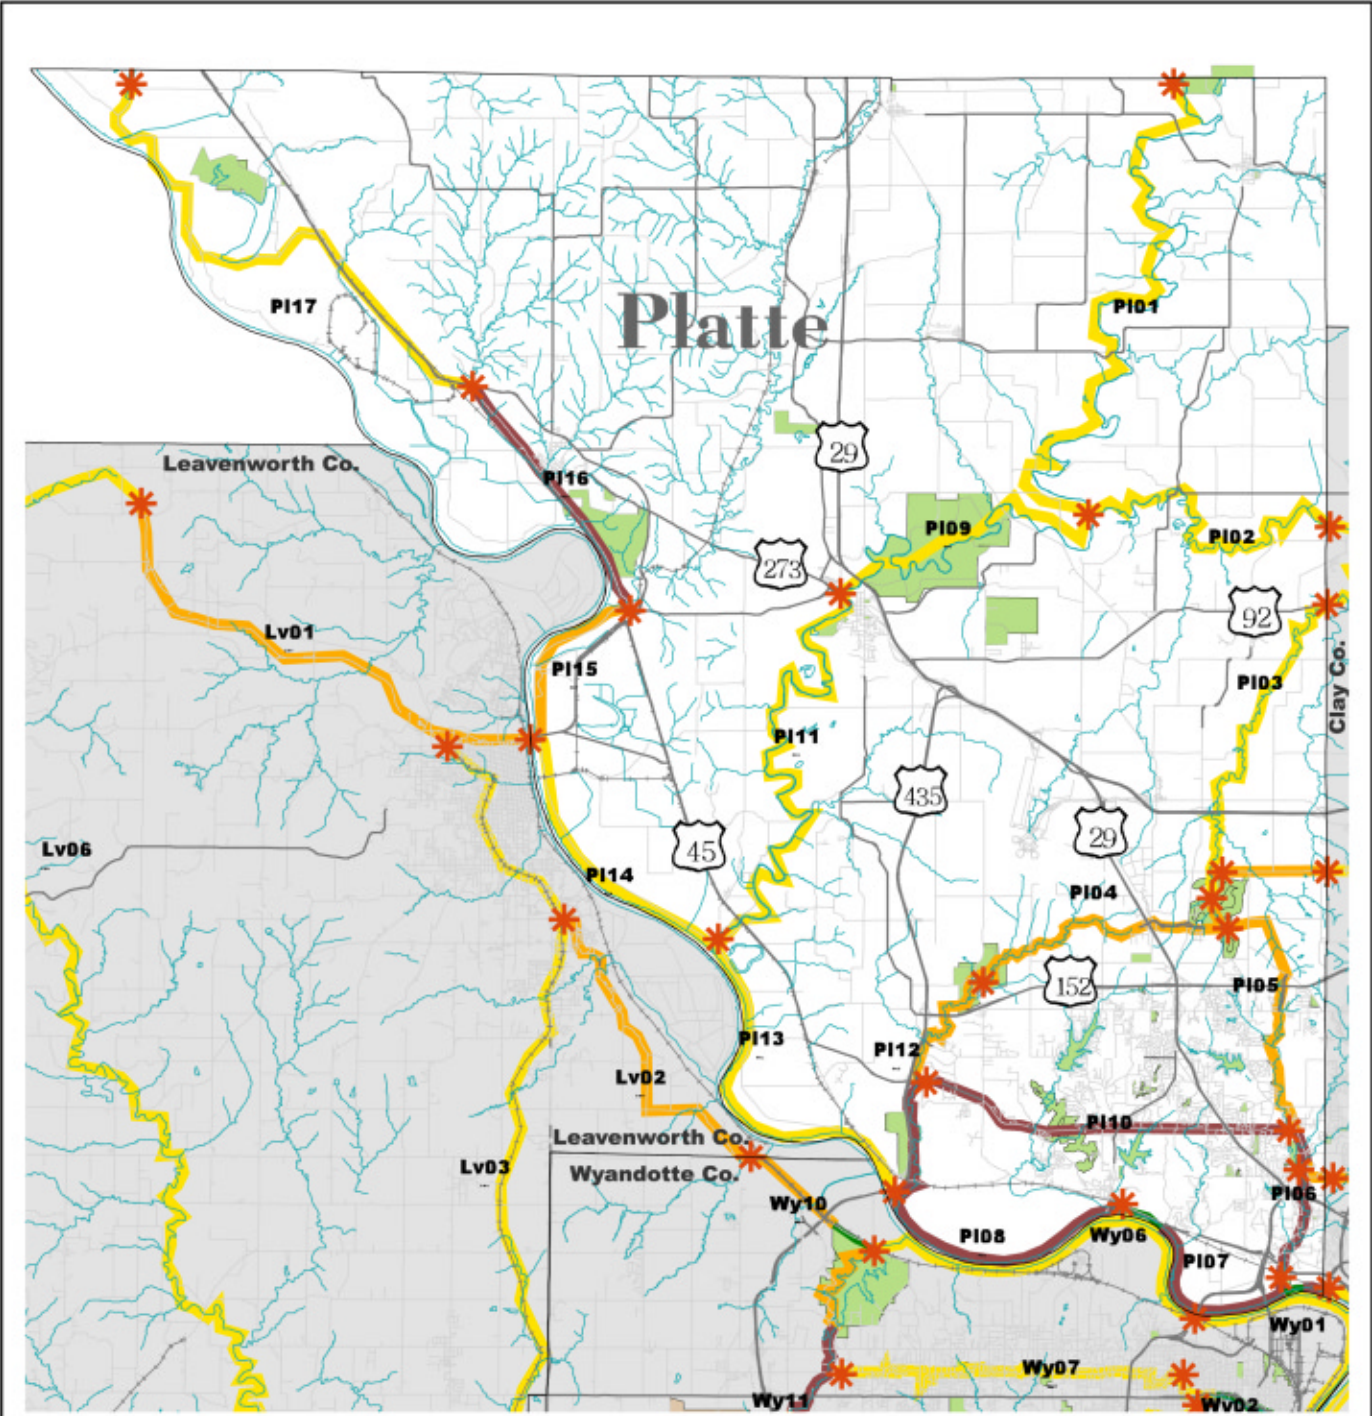 Pl17
Pl01
Platte
29
Leavenworth Co.
Pl16
Pl09
Pl02
273
92
Lv01
Pl15
Pl03
Clay Co.
Pl11
435
29
45
Lv06
Pl14
Pl04
152
Pl05
Pl13
Pl12
Lv02
Pl10
Leavenworth Co.
Lv03
Wyandotte Co.
Pl06
Wy10
Pl08
Wy06
Pl07
Wy01
Wy07
Wy11
Wy02